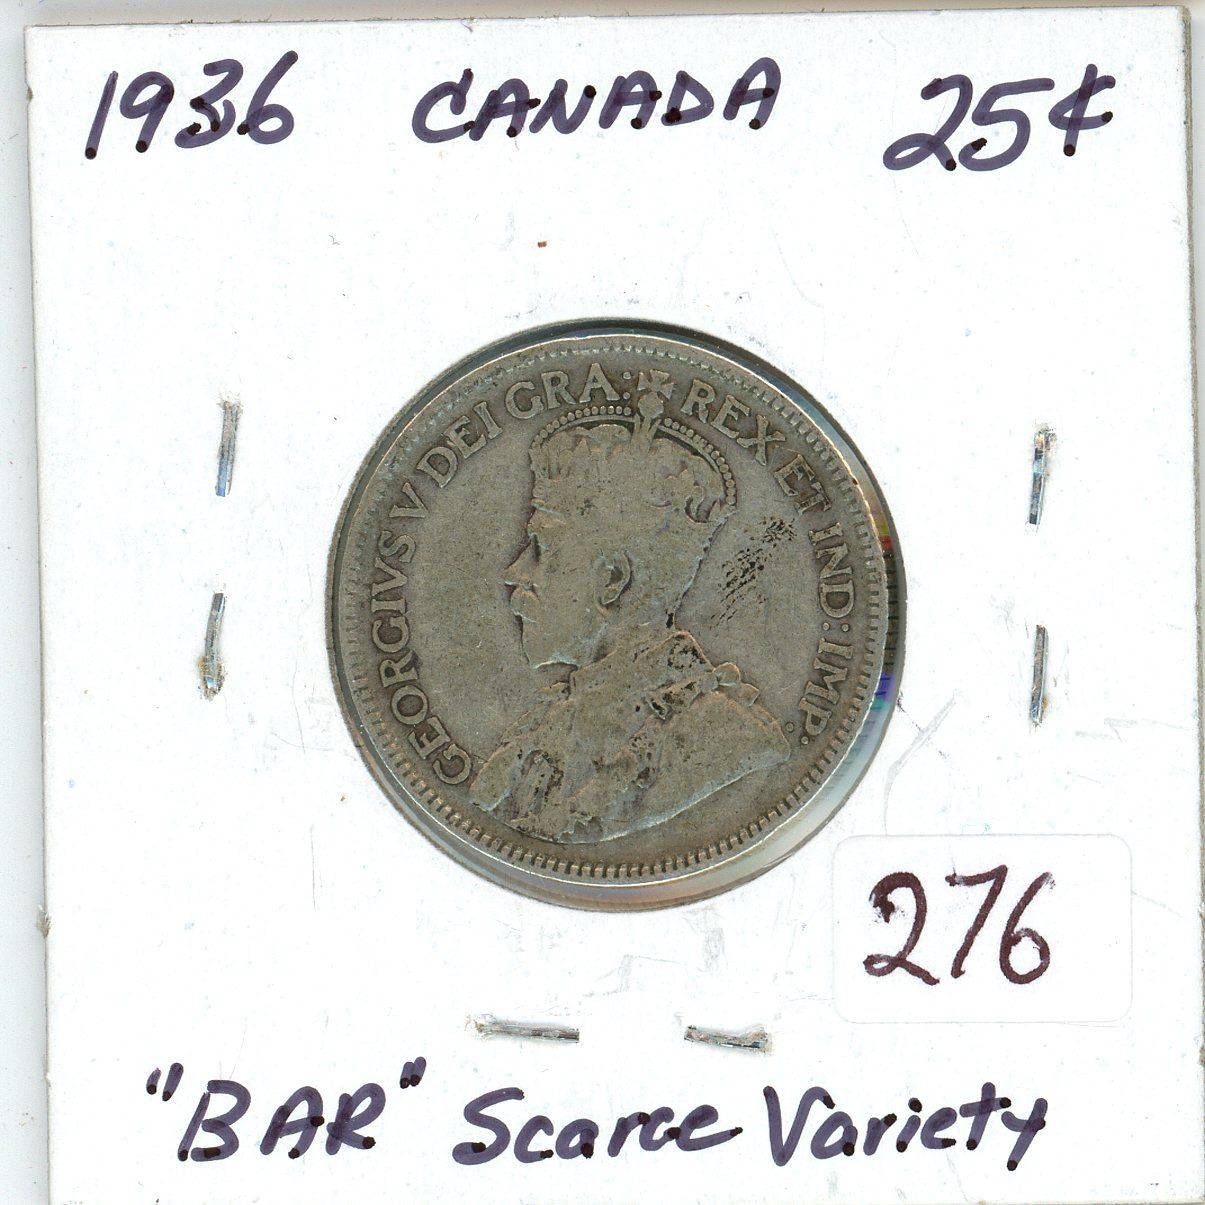 1936 CANADA 25¢
GEORGIVS V DEI GRA: REX ET IND: IMP:
276
"BAR" Scarce Variety